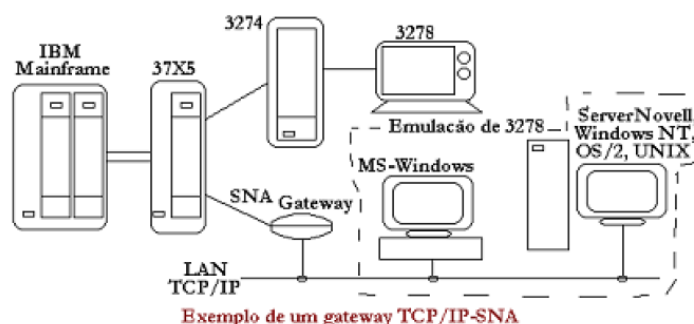 3274
IBM
Mainframe
37X5
3278
ServerNovell,
Windows NT,
OS/2, UNIX
Emulacão de 3278
MS-Windows
SNA
Gateway
LAN
TCP/IP
Exemplo de um gateway TCP/IP-SNA